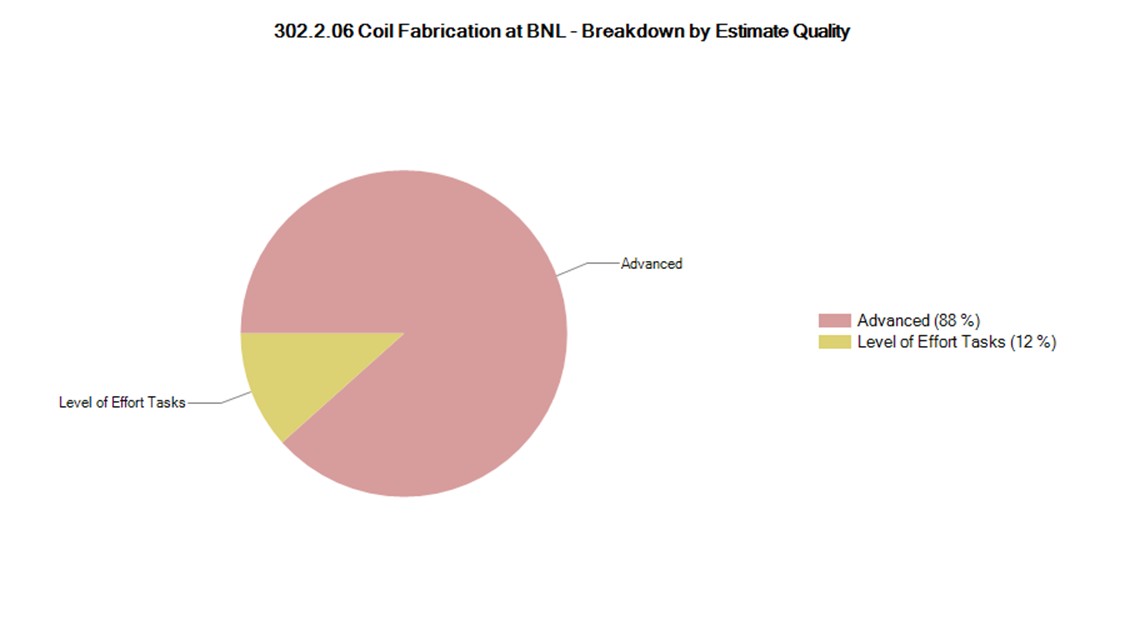 302.2.06 Coil Fabrication at BNL - Breakdown by Estimate Quality
Advanced
Level of Effort Tasks
Advanced (88 %)
Level of Effort Tasks (12 %)